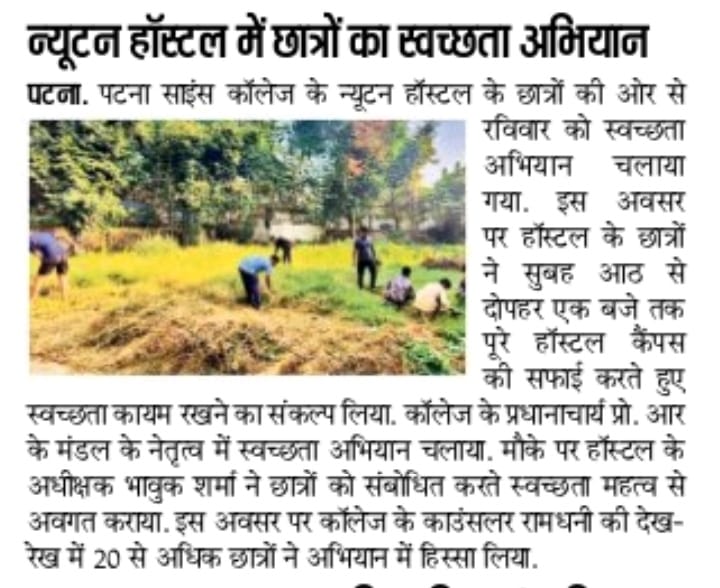 न्यूटन हॉस्टल में छात्रों का स्वच्छता अभियान
पटना. पटना साइंस कॉलेज के न्यूटन हॉस्टल के छात्रों की ओर से
रविवार को स्वच्छता
अभियान चलाया
गया. इस अवसर
पर हॉस्टल के छात्रों
ने सुबह आठ से
दोपहर एक बजे तक
पूरे हॉस्टल कैंपस
की सफाई करते हुए
स्वच्छता कायम रखने का संकल्प लिया. कॉलेज के प्रधानाचार्य प्रो. आर
के मंडल के नेतृत्व में स्वच्छता अभियान चलाया. मौके पर हॉस्टल के
अधीक्षक भावुक शर्मा ने छात्रों को संबोधित करते स्वच्छता महत्व से
अवगत कराया. इस अवसर पर कॉलेज के काउंसलर रामधनी की देख-
रेख में 20 से अधिक छात्रों ने अभियान में हिस्सा लिया.